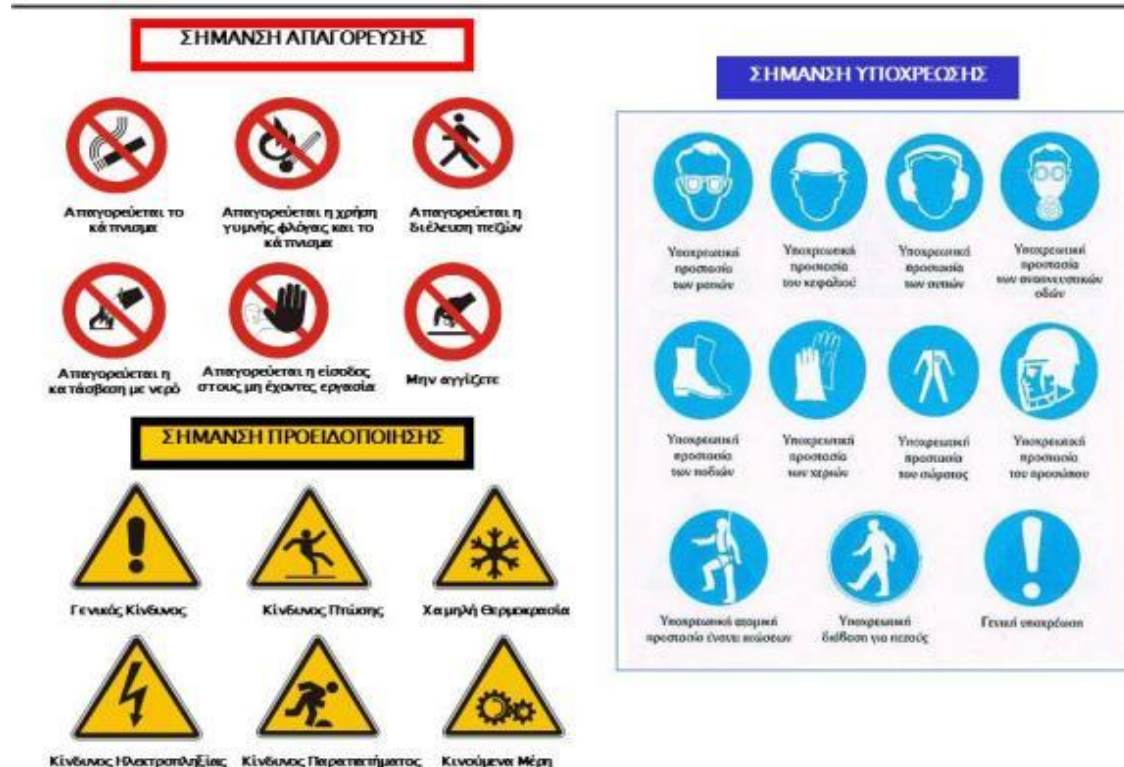 ΣΗΜΑΝΣΗ ΑΠΑΓΟΡΕΥΣΗΣ
Απαγορεύεται το
κάπνισμα
Απαγορεύεται η χρήση
γυμνής φλόγας και το
κάπνισμα
Απαγορεύεται η
διέλευση πεζών
Απαγορεύεται η
κατάσβεση με νερό
Απαγορεύεται η είσοδος
στους μη έχοντες εργασία
Μην αγγίζετε
ΣΗΜΑΝΣΗ ΠΡΟΕΙΔΟΠΟΙΗΣΗΣ
Γενικός Κίνδυνος
Κίνδυνος Πτώσης
Χαμηλή Θερμοκρασία
Κίνδυνος Ηλεκτροπληξίας
Κίνδυνος Παραπατήματος
Κινούμενα Μέρη
ΣΗΜΑΝΣΗ ΥΠΟΧΡΕΩΣΗΣ
Υποχρεωτική
προστασία
των ματιών
Υποχρεωτική
προστασία
του κεφαλιού
Υποχρεωτική
προστασία
των αυτιών
Υποχρεωτική
προστασία
των αναπνευστικών
οδών
Υποχρεωτική
προστασία
των ποδιών
Υποχρεωτική
προστασία
των χεριών
Υποχρεωτική
προστασία
του σώματος
Υποχρεωτική
προστασία
του προσώπου
Υποχρεωτική ατομική
προστασία έναντι πτώσεων
Υποχρεωτική
διάβαση για πεζούς
Γενική υποχρέωση